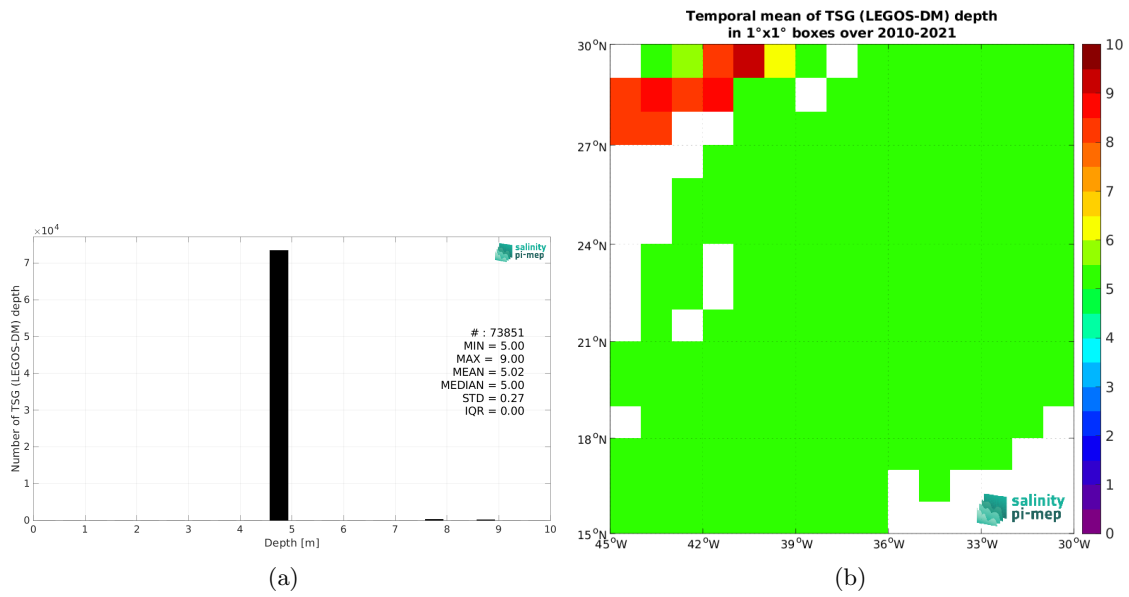 ×10⁴
7
6
5
4
3
2
1
0
Number of TSG (LEGOS-DM) depth
salinity
pi-mep
# : 73851
MIN = 5.00
MAX = 9.00
MEAN = 5.02
MEDIAN = 5.00
STD = 0.27
IQR = 0.00
0 1 2 3 4 5 6 7 8 9 10
Depth [m]
(a)
Temporal mean of TSG (LEGOS-DM) depth
in 1°x1° boxes over 2010-2021
30°N
27°N
24°N
21°N
18°N
15°N
45°W 42°W 39°W 36°W 33°W 30°W
salinity
pi-mep
10
9
8
7
6
5
4
3
2
1
0
(b)